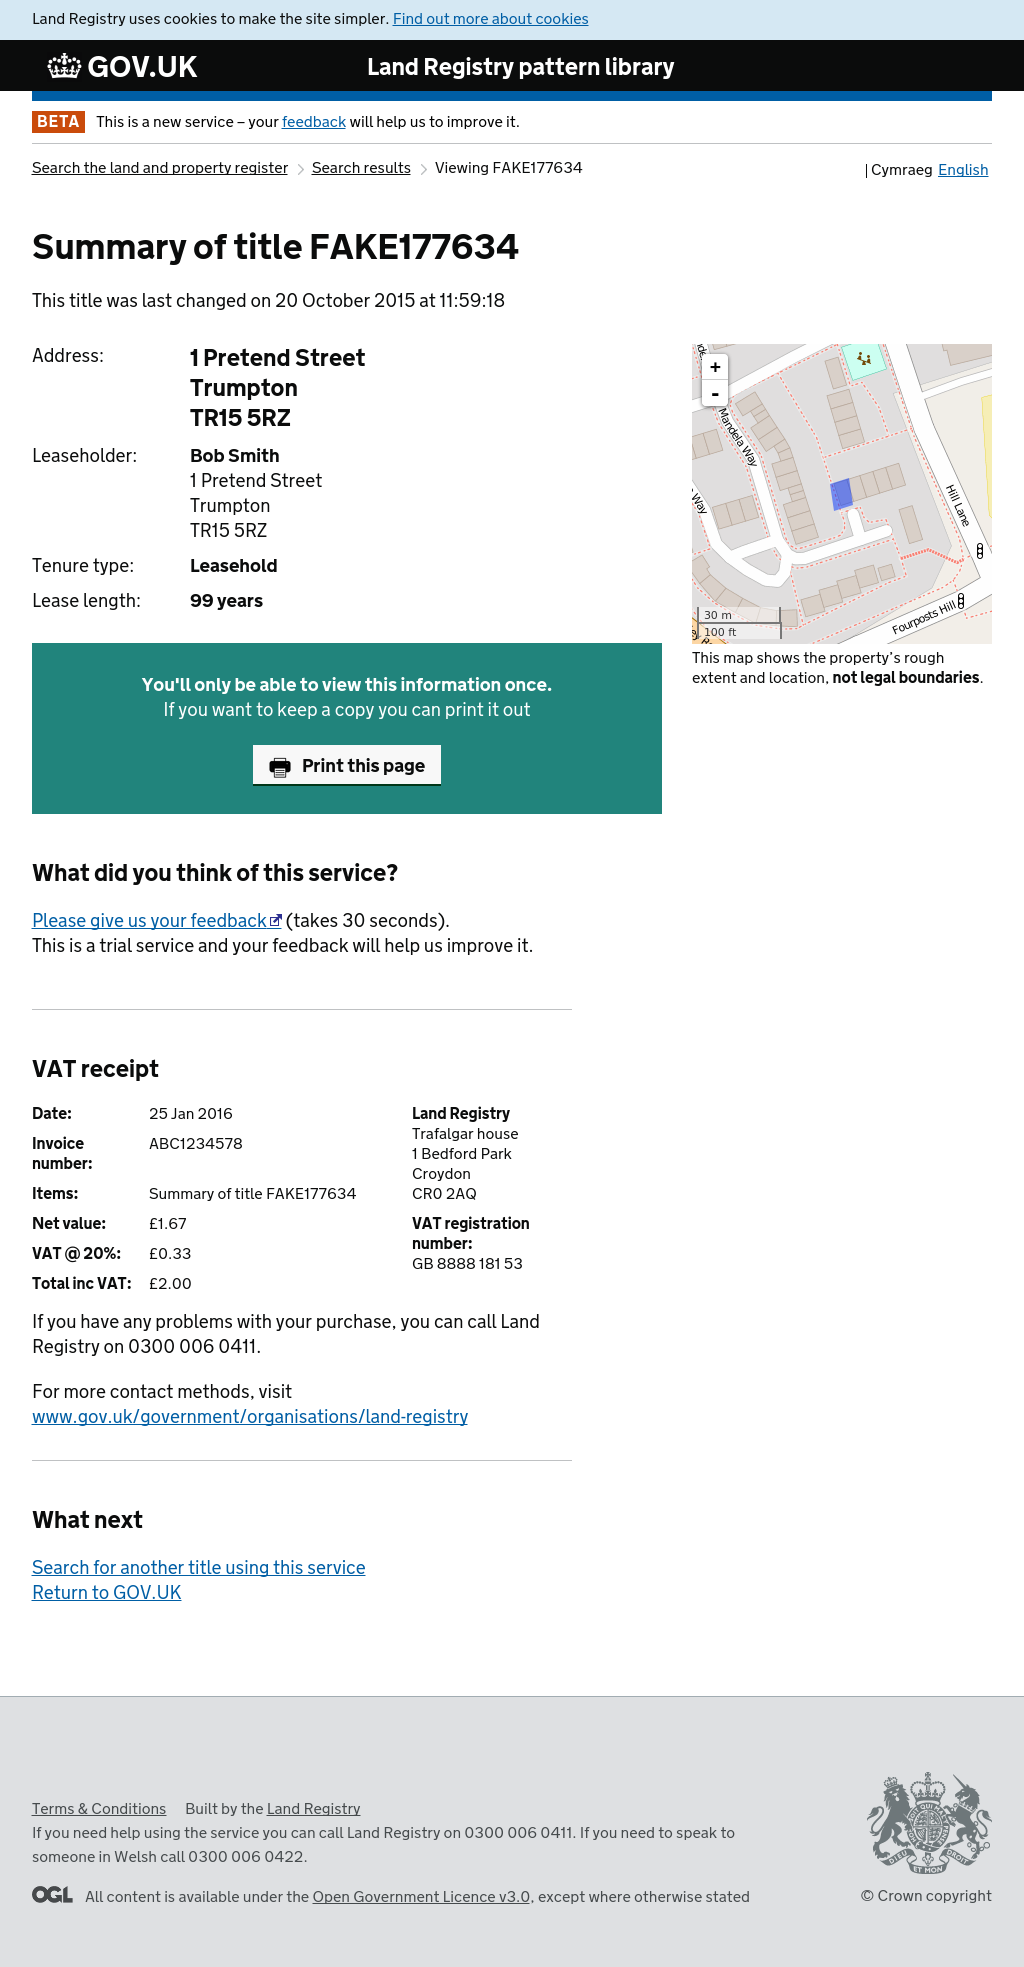 Land Registry uses cookies to make the site simpler. Find out more about cookies
GOV.UK
Land Registry pattern library
BETA This is a new service – your feedback will help us to improve it.
Search the land and property register Search results Viewing FAKE177634
| Cymraeg English
Summary of title FAKE177634
This title was last changed on 20 October 2015 at 11:59:18
Address: 1 Pretend Street
Trumpton
TR15 5RZ
Leaseholder: Bob Smith
1 Pretend Street
Trumpton
TR15 5RZ
Tenure type: Leasehold
Lease length: 99 years
+
-
Mandela Way
Way
Hill Lane
Fourposts Hill
30 m
100 ft
This map shows the property's rough
extent and location, not legal boundaries.
You'll only be able to view this information once.
If you want to keep a copy you can print it out
Print this page
What did you think of this service?
Please give us your feedback (takes 30 seconds).
This is a trial service and your feedback will help us improve it.
VAT receipt
Date: 25 Jan 2016
Invoice number: ABC1234578
Items: Summary of title FAKE177634
Net value: £1.67
VAT @ 20%: £0.33
Total inc VAT: £2.00
Land Registry
Trafalgar house
1 Bedford Park
Croydon
CR0 2AQ
VAT registration
number:
GB 8888 181 53
If you have any problems with your purchase, you can call Land
Registry on 0300 006 0411.
For more contact methods, visit
www.gov.uk/government/organisations/land-registry
What next
Search for another title using this service
Return to GOV.UK
Terms & Conditions Built by the Land Registry
If you need help using the service you can call Land Registry on 0300 006 0411. If you need to speak to
someone in Welsh call 0300 006 0422.
OGL All content is available under the Open Government Licence v3.0, except where otherwise stated
DIEU ET MON DROIT
© Crown copyright